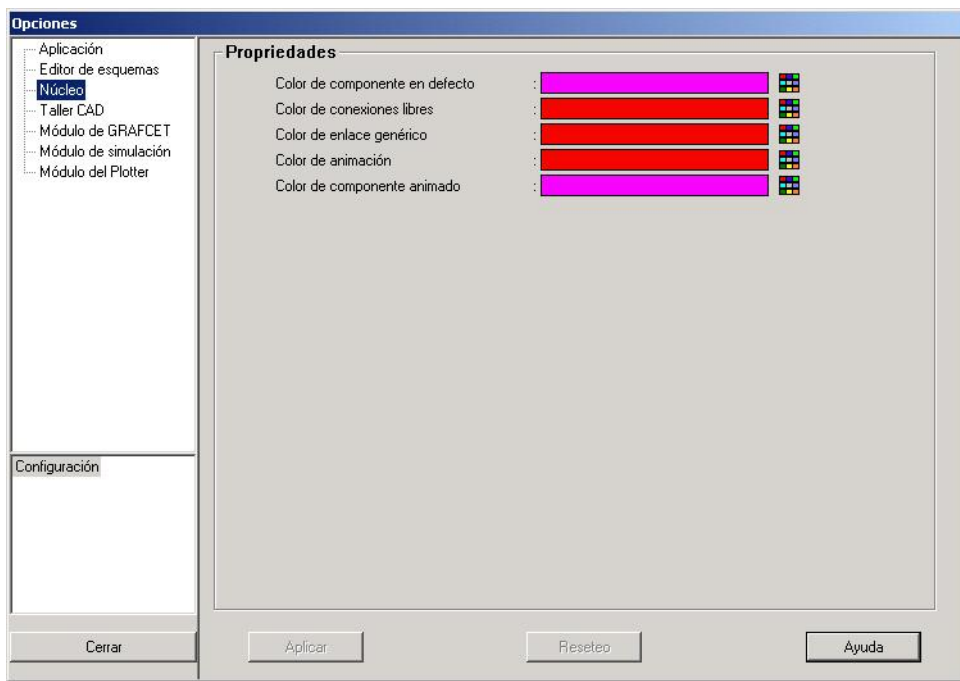 Opciones
Aplicación
Editor de esquemas
Núcleo
Taller CAD
Módulo de GRAFCET
Módulo de simulación
Módulo del Plotter
Configuración
Cerrar
Propriedades
Color de componente en defecto :
Color de conexiones libres :
Color de enlace genérico :
Color de animación :
Color de componente animado :
Aplicar
Reseteo
Ayuda